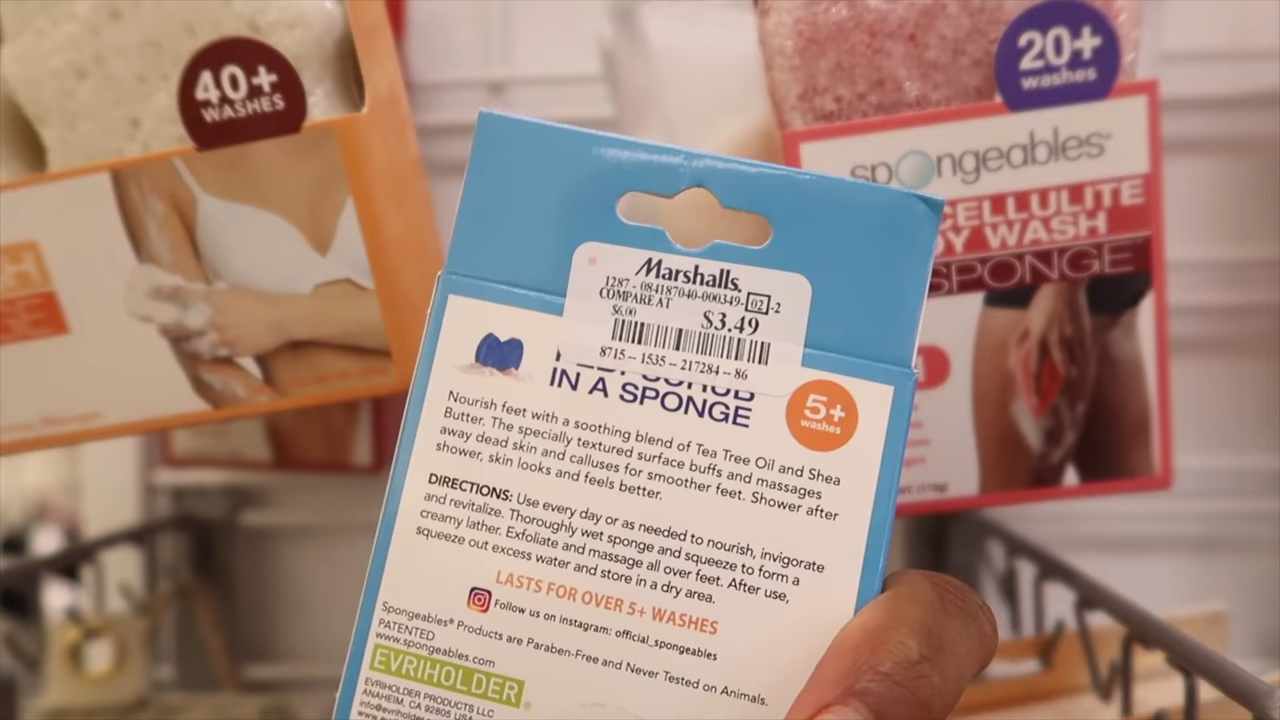 40+
WASHES
20+
washes
spongeables
CELLULITE
WASH
SPONGE
Marshalls.
1287 - 084187040-000349- 02 -2
COMPARE AT
$6.00
$3.49
8715 -- 1535 -- 217284 -- 86
IN A SPONGE
5+
washes
Nourish feet with a soothing blend of Tea Tree Oil and Shea
Butter. The specially textured surface buffs and massages
away dead skin and calluses for smoother feet. Shower after
shower, skin looks and feels better.
DIRECTIONS: Use every day or as needed to nourish, invigorate
and revitalize. Thoroughly wet sponge and squeeze to form a
creamy lather. Exfoliate and massage all over feet. After use,
squeeze out excess water and store in a dry area.
LASTS FOR OVER 5+ WASHES
Follow us on Instagram: official_spongeables
Spongeables® Products are Paraben-Free and Never Tested on Animals.
PATENTED
www.spongeables.com
EVRIHOLDER®
EVRIHOLDER PRODUCTS LLC
ANAHEIM, CA 92805 USA